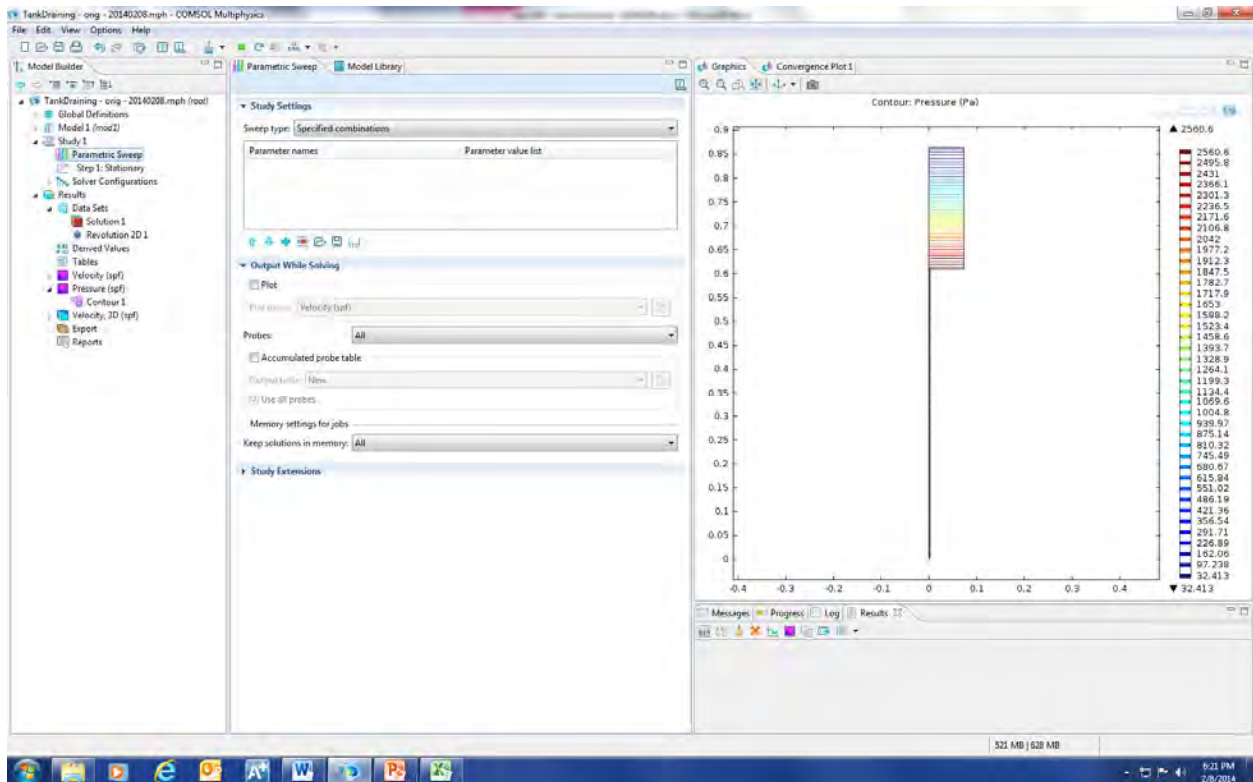 TankDraining - orig - 20140208.mph - COMSOL Multiphysics
File Edit View Options Help
Model Builder
TankDraining - orig - 20140208.mph (root)
Global Definitions
Model 1 (mod1)
Study 1
Parametric Sweep
Step 1: Stationary
Solver Configurations
Results
Data Sets
Solution 1
Revolution 2D 1
Derived Values
Tables
Velocity (spf)
Pressure (spf)
Contour 1
Velocity, 3D (spf)
Export
Reports
Parametric Sweep Model Library
Study Settings
Sweep type: Specified combinations
Parameter names Parameter value list
Output While Solving
Plot
Velocity (spf)
Probes: All
Accumulated probe table
New
Use all probes
Memory settings for jobs
Keep solutions in memory: All
Study Extensions
Graphics Convergence Plot 1
Contour: Pressure (Pa)
0.9
0.85
0.8
0.75
0.7
0.65
0.6
0.55
0.5
0.45
0.4
0.35
0.3
0.25
0.2
0.15
0.1
0.05
0
-0.4 -0.3 -0.2 -0.1 0 0.1 0.2 0.3 0.4
▲ 2560.6
2560.6
2495.8
2431
2366.1
2301.3
2236.5
2171.6
2106.8
2042
1977.2
1912.3
1847.5
1782.7
1717.9
1653
1588.2
1523.4
1458.6
1393.7
1328.9
1264.1
1199.3
1134.4
1069.6
1004.8
939.97
875.14
810.32
745.49
680.67
615.84
551.02
486.19
421.36
356.54
291.71
226.89
162.06
97.238
32.413
▼ 32.413
Messages Progress Log Results
521 MB | 628 MB
6:21 PM
2/8/2014